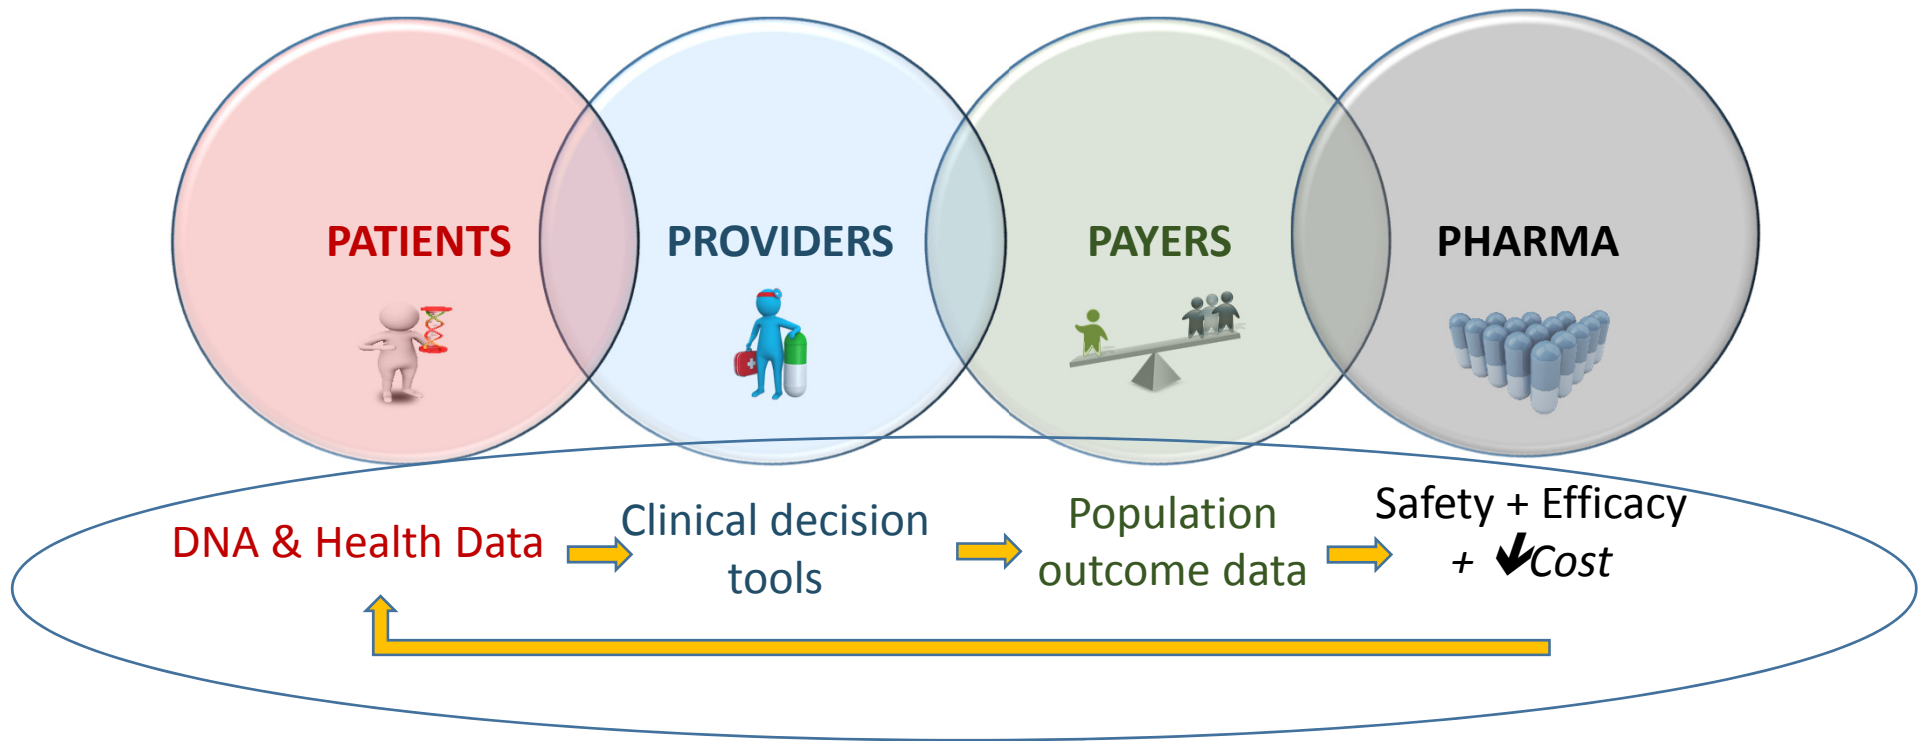 PATIENTS
PROVIDERS
PAYERS
PHARMA
DNA & Health Data
Clinical decision
tools
Population
outcome data
Safety + Efficacy
+ 🡻Cost